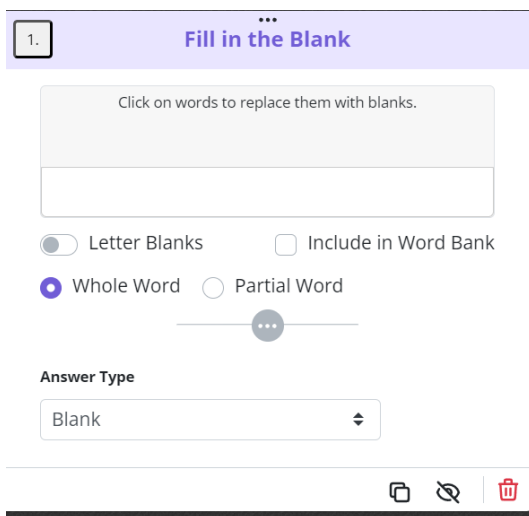 1.
Fill in the Blank
Click on words to replace them with blanks.
Letter Blanks
Include in Word Bank
Whole Word
Partial Word
Answer Type
Blank